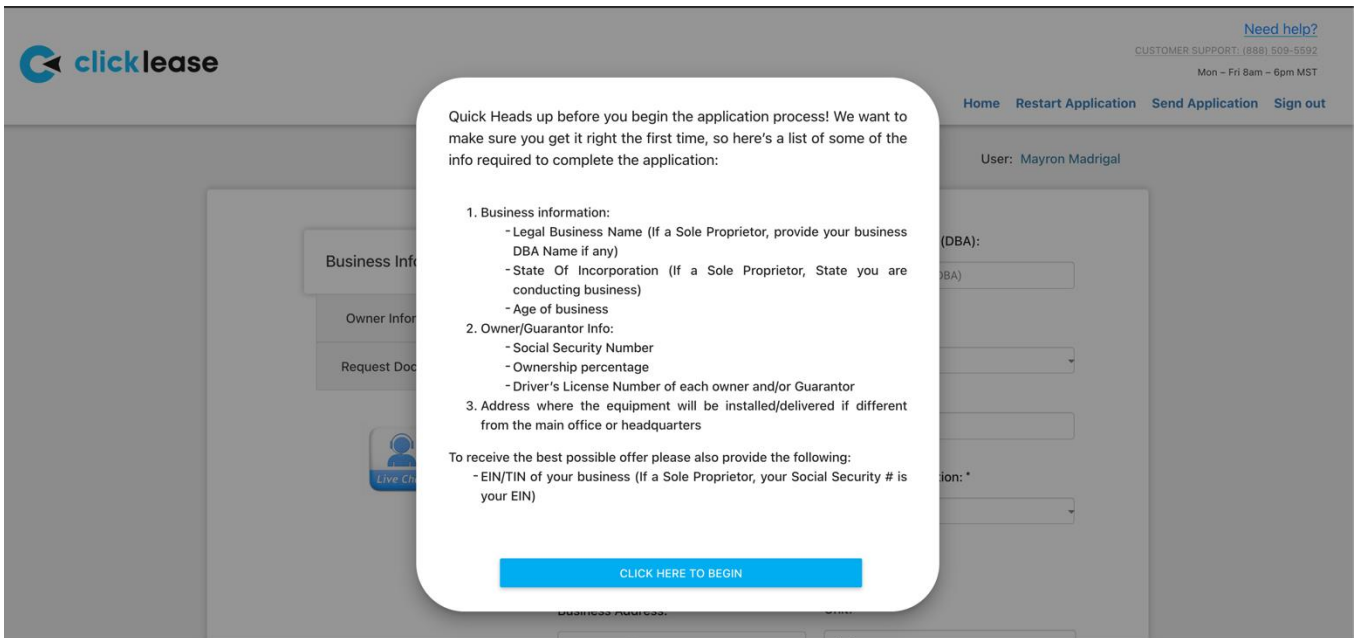 Need help?
clicklease
CUSTOMER SUPPORT: (888) 509-5592
Mon – Fri 8am – 6pm MST
Home Restart Application Send Application Sign out
User: Mayron Madrigal
Quick Heads up before you begin the application process! We want to
make sure you get it right the first time, so here's a list of some of the
info required to complete the application:
1. Business information:
- Legal Business Name (If a Sole Proprietor, provide your business
DBA Name if any)
- State Of Incorporation (If a Sole Proprietor, State you are
conducting business)
- Age of business
2. Owner/Guarantor Info:
- Social Security Number
- Ownership percentage
- Driver's License Number of each owner and/or Guarantor
3. Address where the equipment will be installed/delivered if different
from the main office or headquarters
To receive the best possible offer please also provide the following:
- EIN/TIN of your business (If a Sole Proprietor, your Social Security # is
your EIN)
CLICK HERE TO BEGIN
Business Info
Owner Infor
Request Doc
Live Ch
(DBA):
DBA)
tion: *
Business Address: